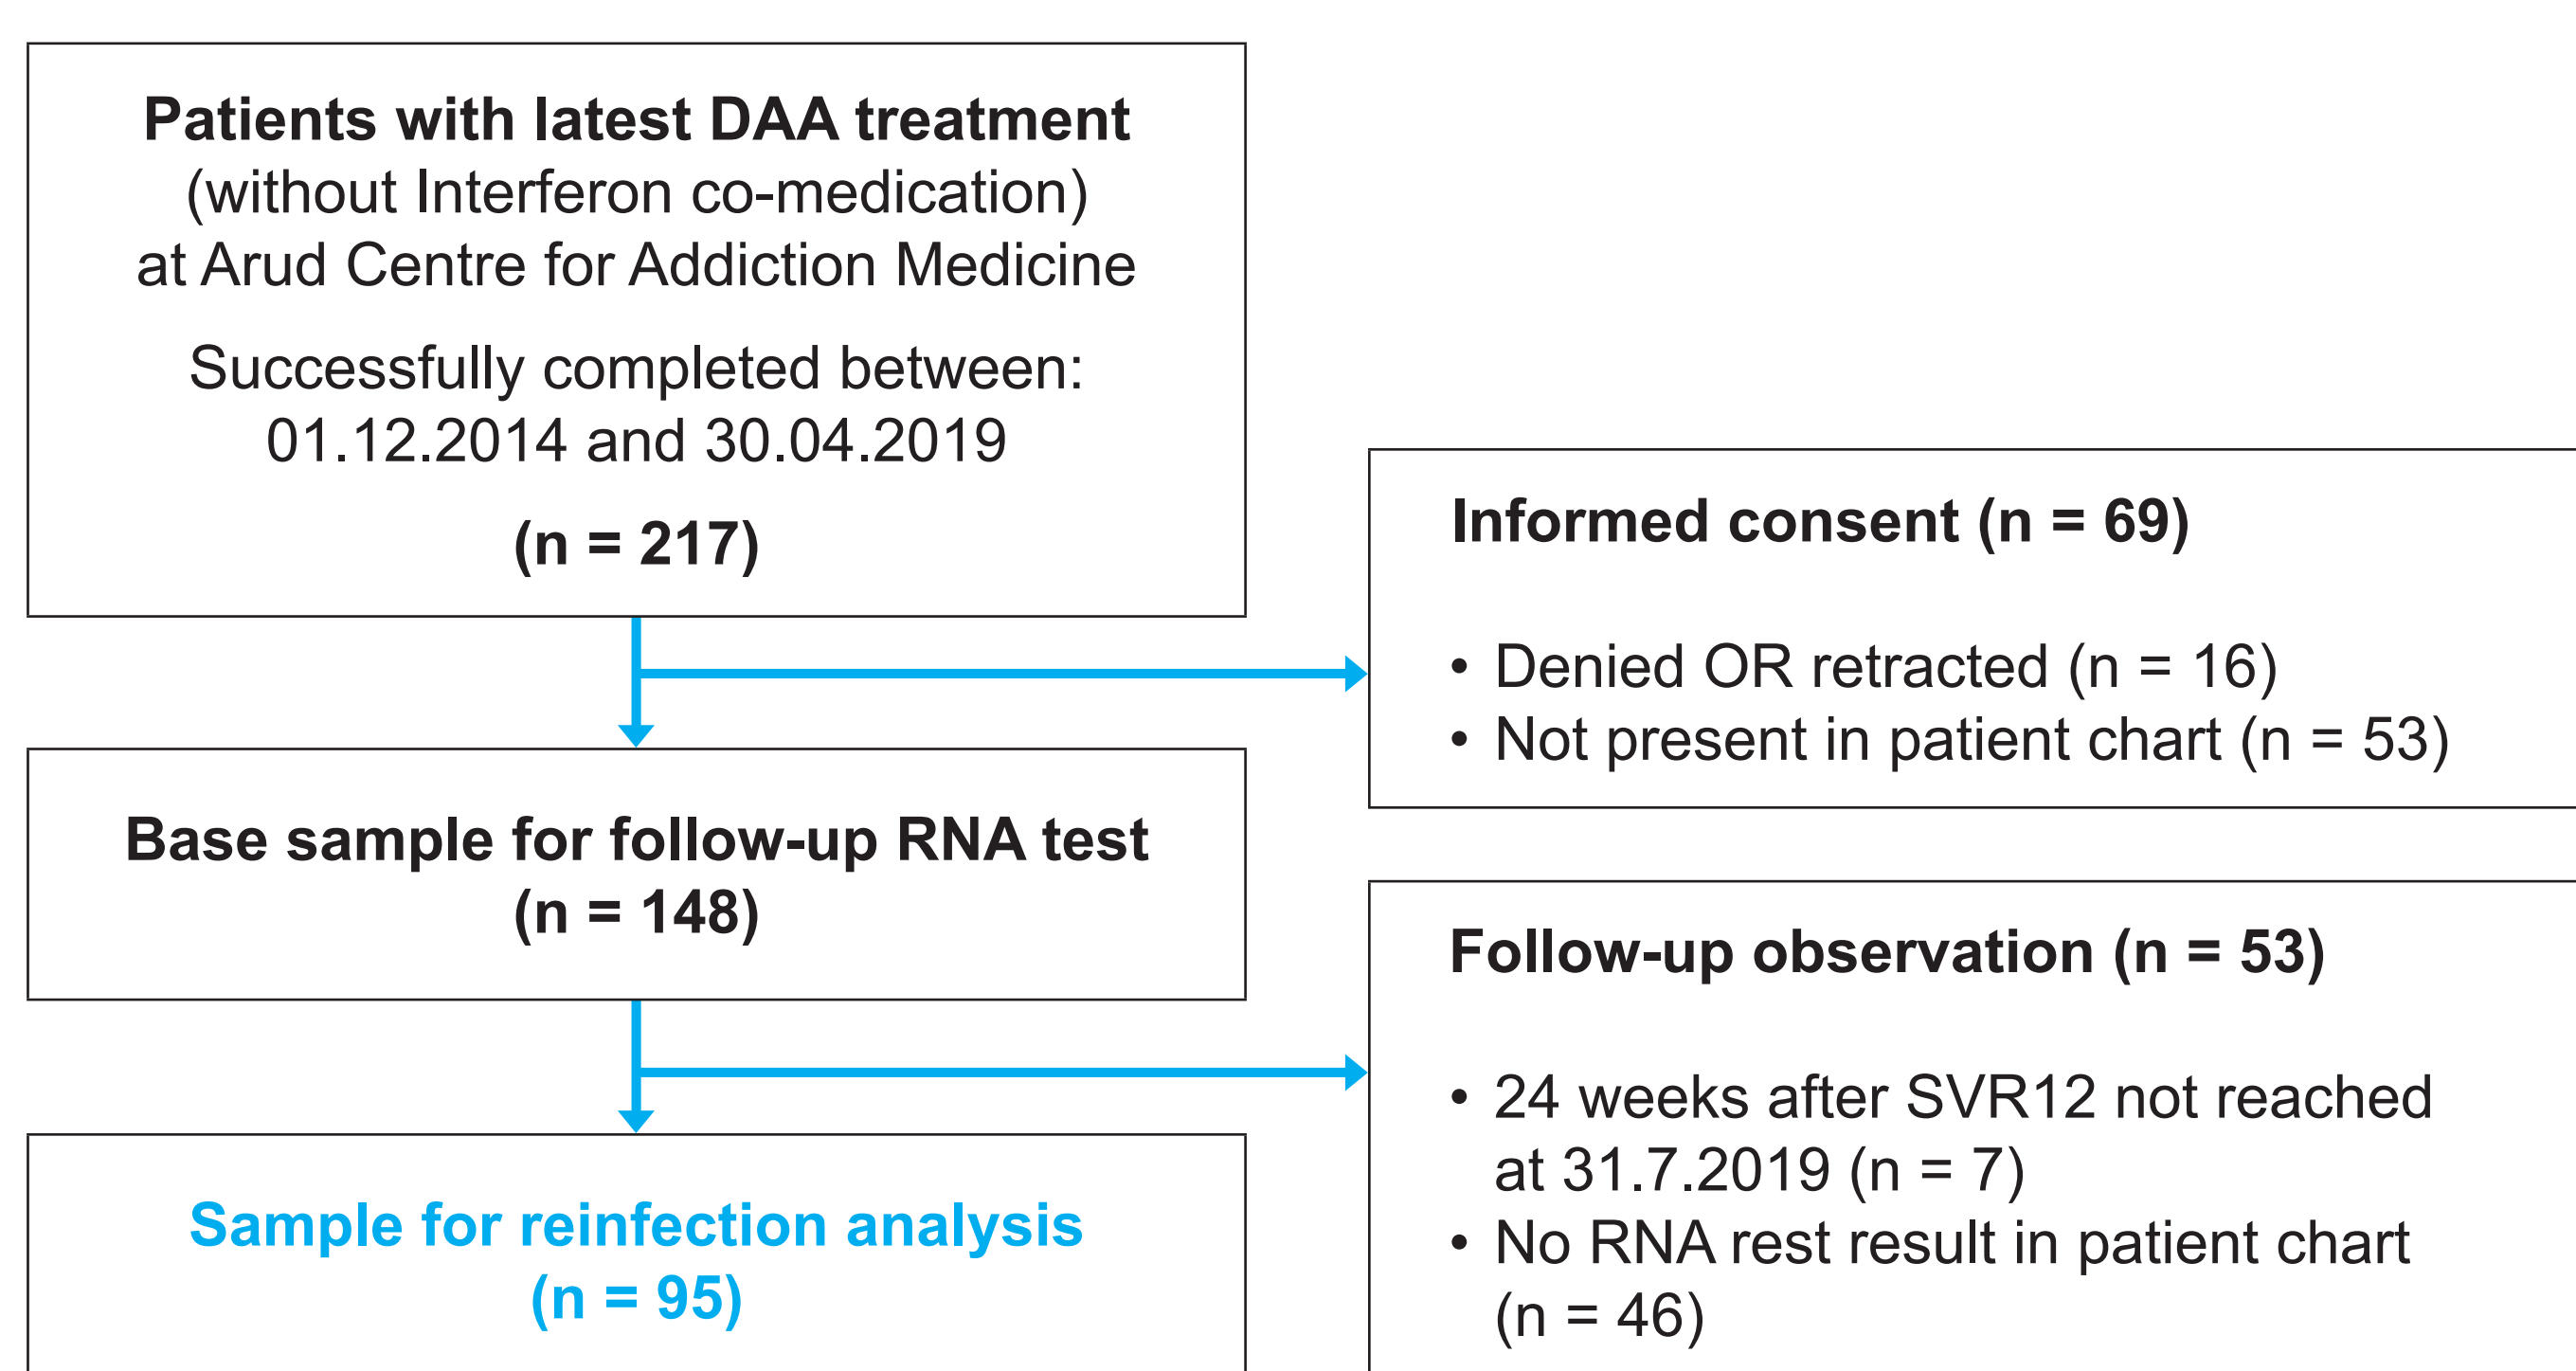 Patients with latest DAA treatment
(without Interferon co-medication)
at Arud Centre for Addiction Medicine
Successfully completed between:
01.12.2014 and 30.04.2019
(n = 217)
Informed consent (n = 69)
• Denied OR retracted (n = 16)
• Not present in patient chart (n = 53)
Base sample for follow-up RNA test
(n = 148)
Follow-up observation (n = 53)
• 24 weeks after SVR12 not reached
at 31.7.2019 (n = 7)
• No RNA rest result in patient chart
(n = 46)
Sample for reinfection analysis
(n = 95)